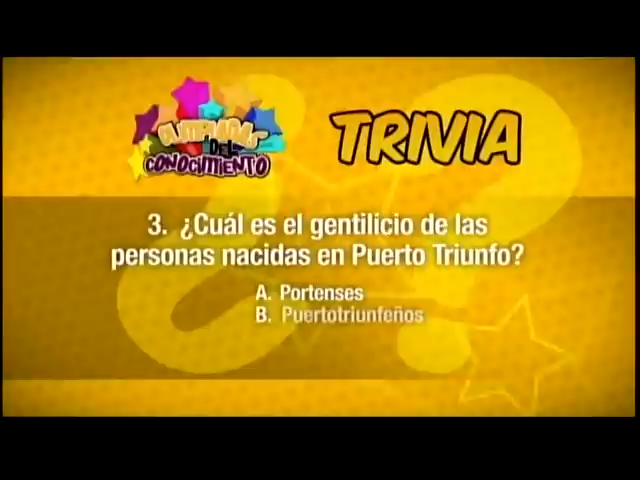 OLIMPIADAS
DEL
CONOCIMIENTO
TRIVIA
3. ¿Cuál es el gentilicio de las
personas nacidas en Puerto Triunfo?
A. Portenses
B. Puertotriunfeños